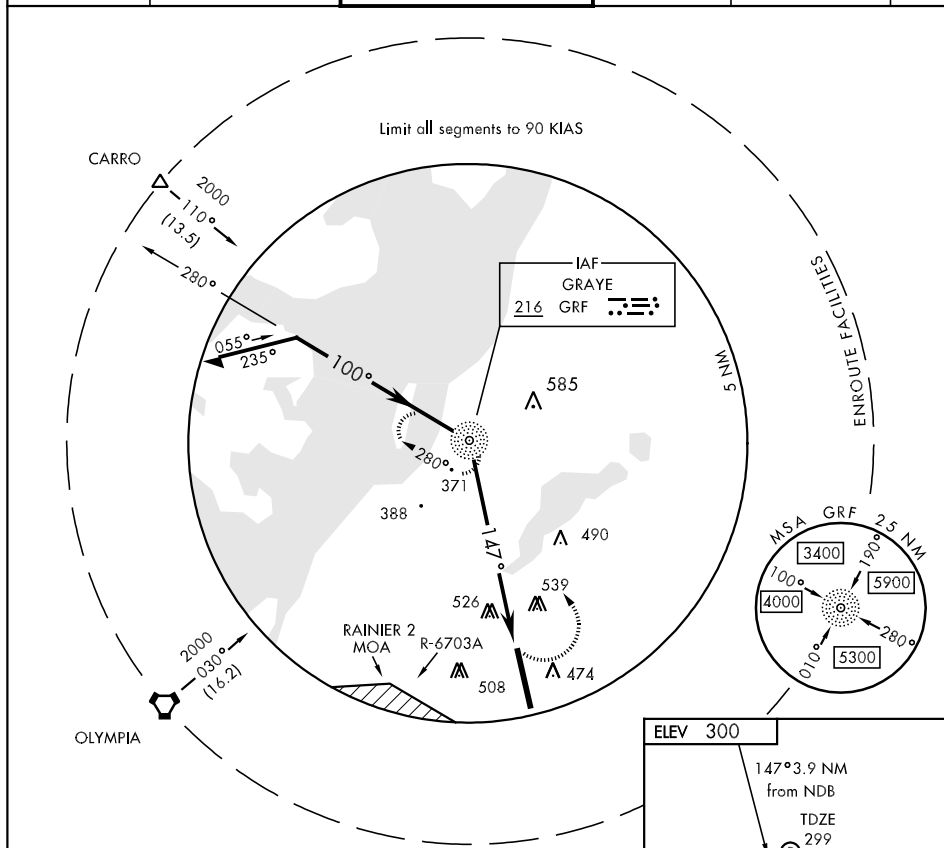 Limit all segments to 90 KIAS
CARRO
2000
110°
(13.5)
280°
IAF
GRAYE
216 GRF
ENROUTE FACILITIES
055°
235°
100°
5 NM
585
280°
371
388
147°
490
MSA GRF 25 NM
3400
190°
100°
5900
4000
280°
010°
5300
526
539
RAINIER 2
MOA
R-6703A
508
474
2000
030°
(16.2)
OLYMPIA
ELEV 300
147° 3.9 NM
from NDB
TDZE
299